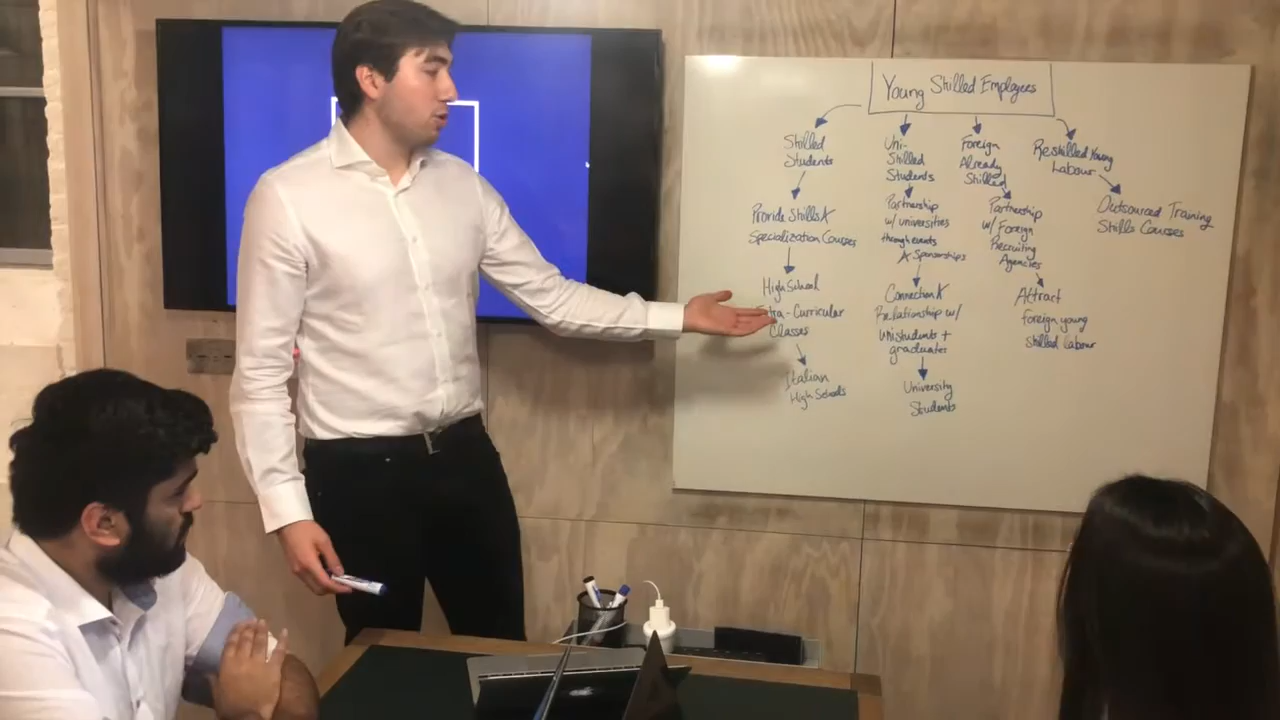 Young Skilled Employees
Skilled
Students
Provide Skills &
Specialization Courses
High School
Extra-Curricular
Classes
Italian
High Schools
Uni-
Skilled
Students
Partnership
w/ universities
through events
& Sponsorships
Connection &
Relationship w/
Uni students +
graduates
University
Students
Foreign
Already
Skilled
Partnership
w/ Foreign
Recruiting
Agencies
Attract
foreign young
skilled labour
Reskilled Young
Labour
Outsourced Training
Skills Courses